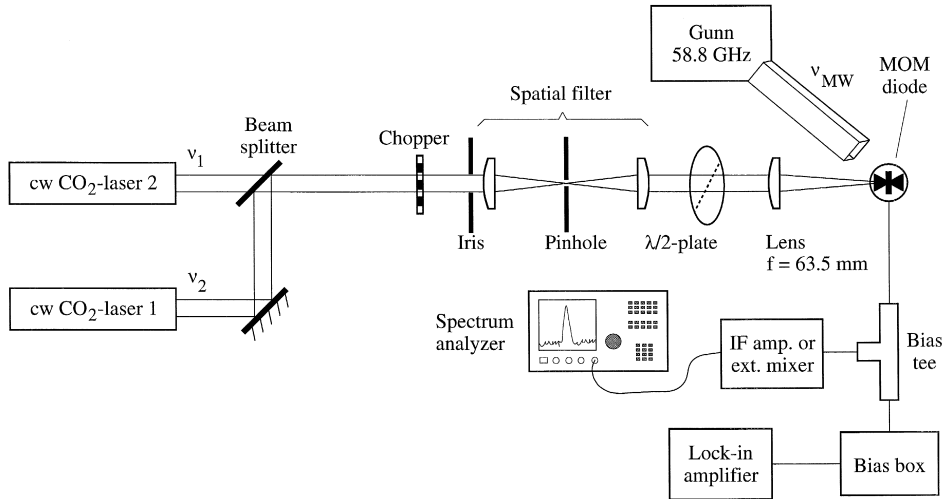 Gunn
58.8 GHz
ν MW
MOM
diode
Spatial filter
Beam
splitter
Chopper
ν1
cw CO2-laser 2
Iris
Pinhole
λ/2-plate
Lens
f = 63.5 mm
ν2
cw CO2-laser 1
Spectrum
analyzer
IF amp. or
ext. mixer
Bias
tee
Lock-in
amplifier
Bias box